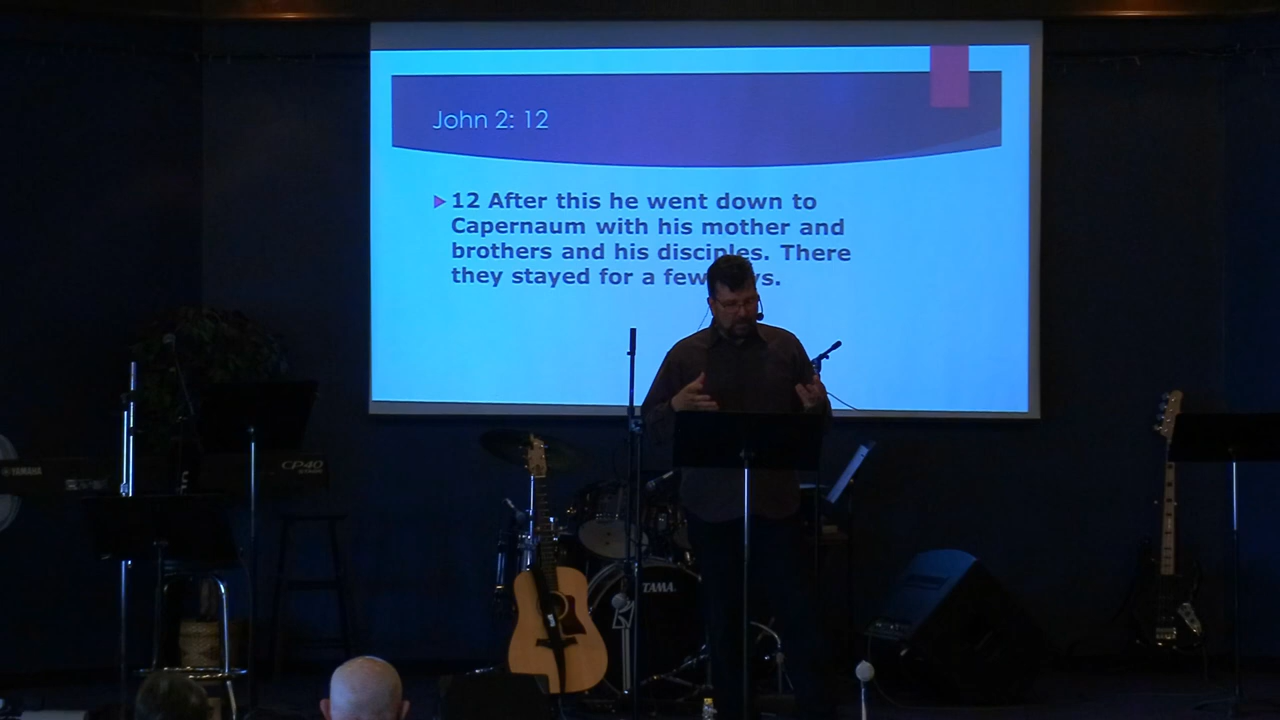 John 2: 12
12 After this he went down to
Capernaum with his mother and
brothers and his disciples. There
they stayed for a few
YAMAHA
CP40
STAGE
TAMA